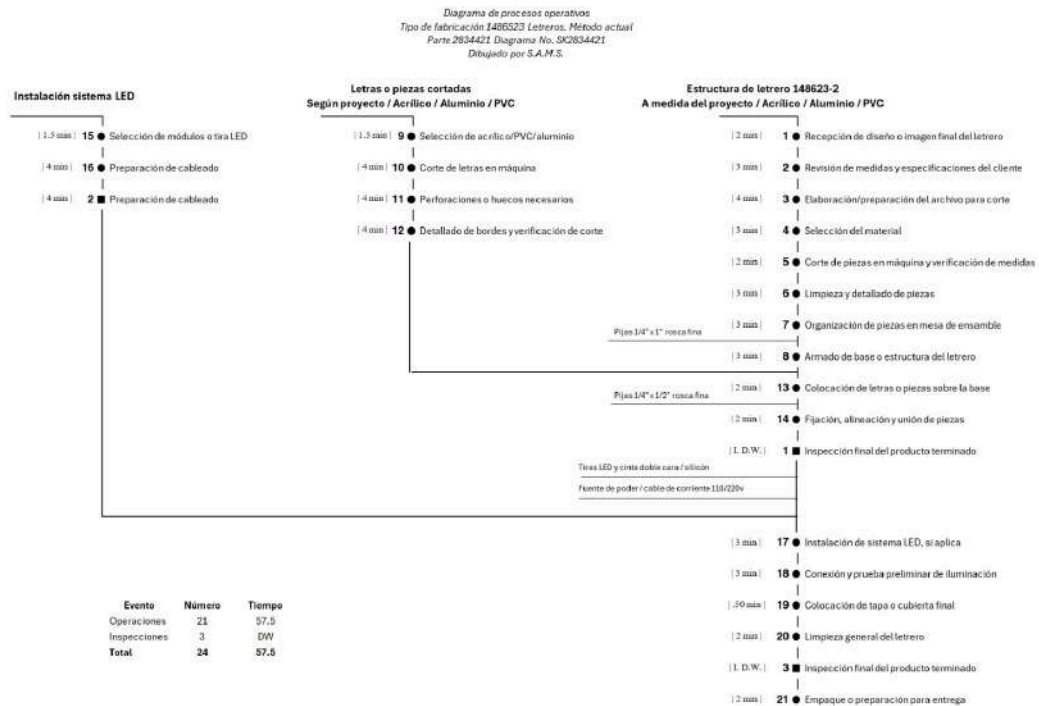 Diagrama de procesos operativos
Tipo de fabricación 1486523 Letreros. Método actual
Parte 2834421 Diagrama No. SK2834421
Dibujado por S.A.M.S.
Instalación sistema LED
| 1.5 min | 15 Selección de módulos o tira LED
| 4 min | 16 Preparación de cableado
| 4 min | 2 Preparación de cableado
Letras o piezas cortadas
Según proyecto / Acrílico / Aluminio / PVC
| 1.5 min | 9 Selección de acrílico/PVC/aluminio
| 4 min | 10 Corte de letras en máquina
| 4 min | 11 Perforaciones o huecos necesarios
| 4 min | 12 Detallado de bordes y verificación de corte
Estructura de letrero 148623-2
A medida del proyecto / Acrílico / Aluminio / PVC
| 2 min | 1 Recepción de diseño o imagen final del letrero
| 3 min | 2 Revisión de medidas y especificaciones del cliente
| 4 min | 3 Elaboración/preparación del archivo para corte
| 3 min | 4 Selección del material
| 2 min | 5 Corte de piezas en máquina y verificación de medidas
| 3 min | 6 Limpieza y detallado de piezas
| 3 min | 7 Organización de piezas en mesa de ensamble
Pijas 1/4" x 1" rosca fina
| 3 min | 8 Armado de base o estructura del letrero
| 2 min | 13 Colocación de letras o piezas sobre la base
Pijas 1/4" x 1/2" rosca fina
| 2 min | 14 Fijación, alineación y unión de piezas
| I. D.W. | 1 Inspección final del producto terminado
Tiras LED y cinta doble cara / silicón
Fuente de poder / cable de corriente 110/220v
| 3 min | 17 Instalación de sistema LED, si aplica
| 3 min | 18 Conexión y prueba preliminar de iluminación
| .50 min | 19 Colocación de tapa o cubierta final
| 2 min | 20 Limpieza general del letrero
| I. D.W. | 3 Inspección final del producto terminado
| 2 min | 21 Empaque o preparación para entrega
Evento Número Tiempo
Operaciones 21 57.5
Inspecciones 3 DW
Total 24 57.5